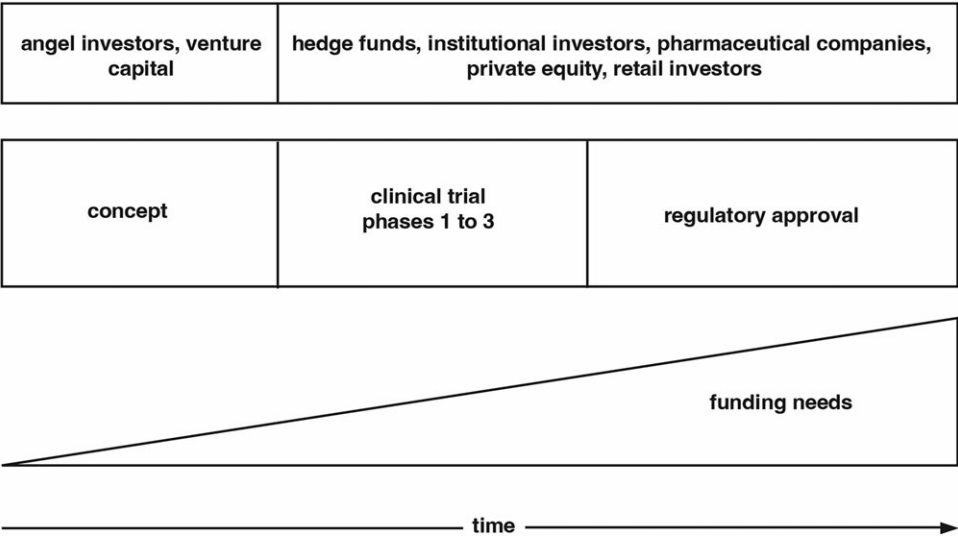 angel investors, venture
capital
hedge funds, institutional investors, pharmaceutical companies,
private equity, retail investors
concept
clinical trial
phases 1 to 3
regulatory approval
funding needs
time